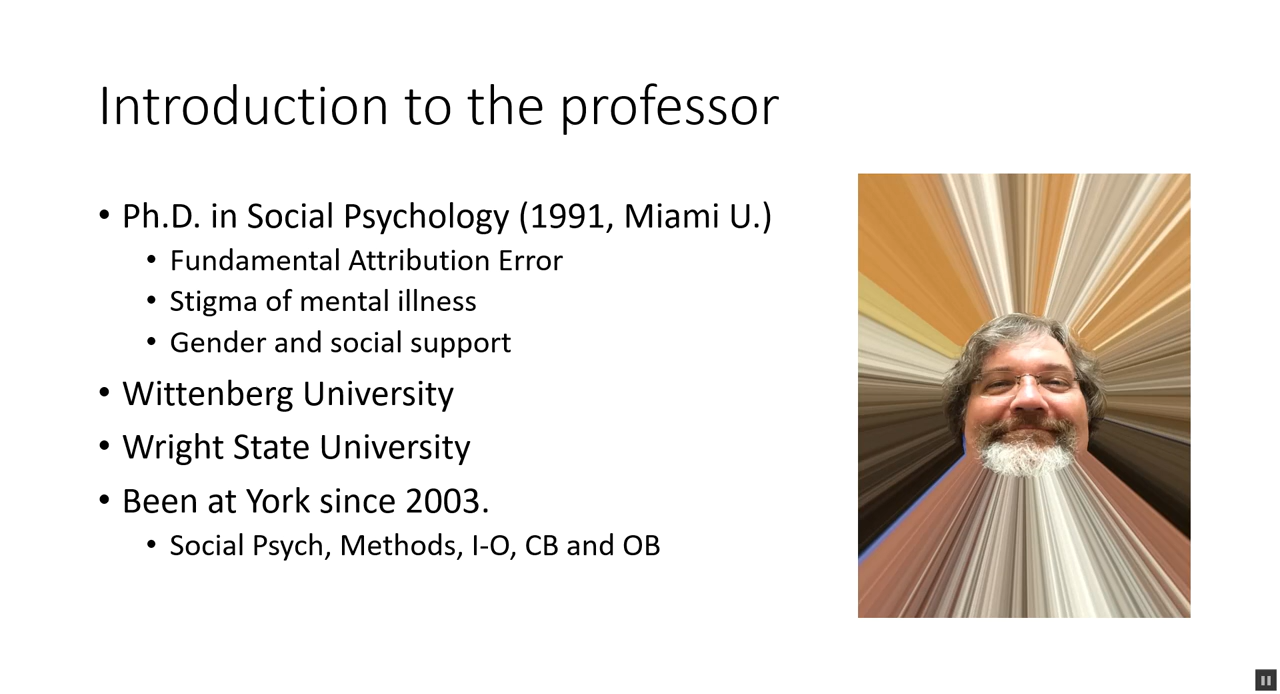 Introduction to the professor
• Ph.D. in Social Psychology (1991, Miami U.)
• Fundamental Attribution Error
• Stigma of mental illness
• Gender and social support
• Wittenberg University
• Wright State University
• Been at York since 2003.
• Social Psych, Methods, I-O, CB and OB